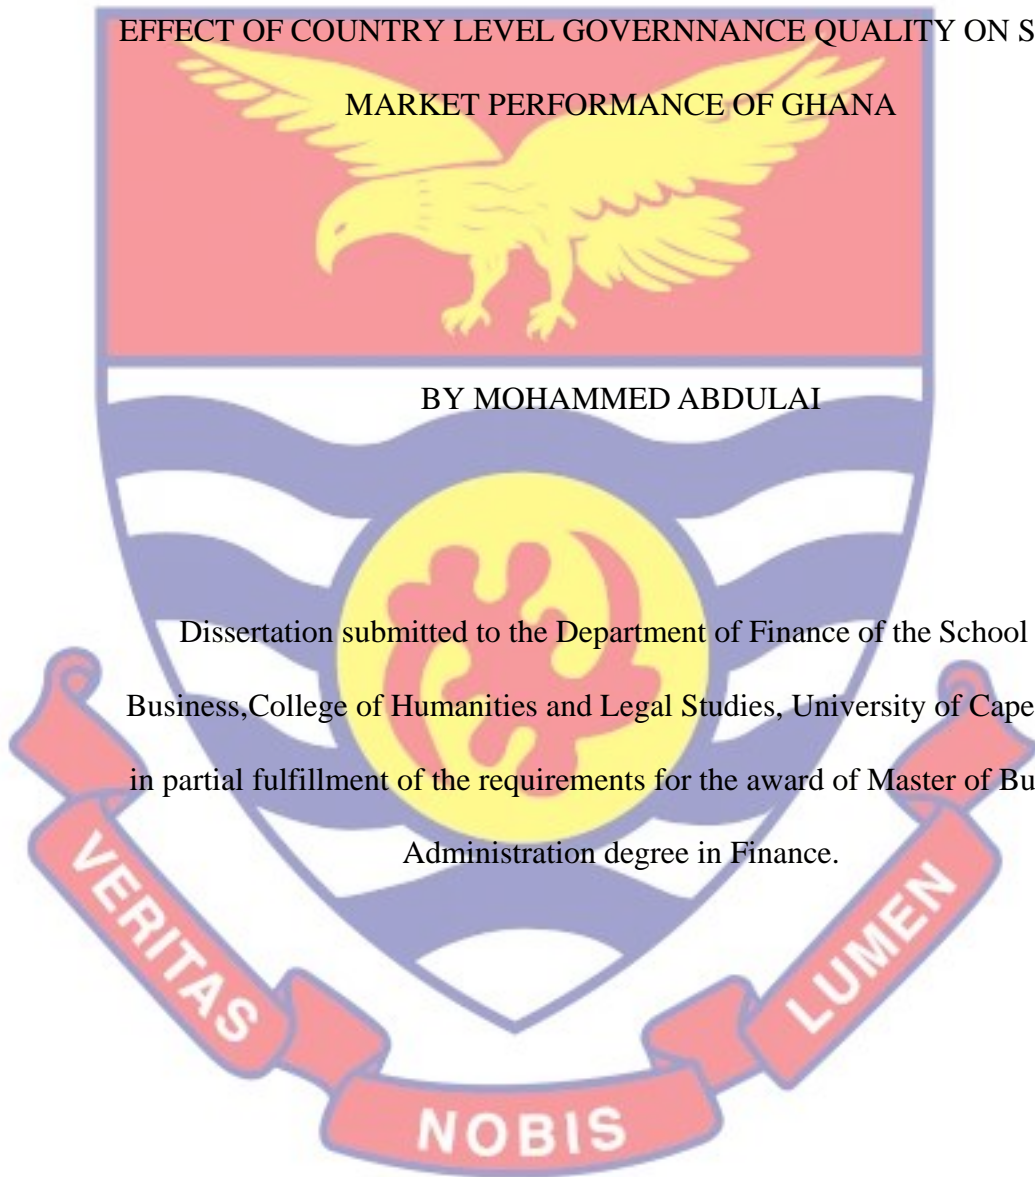 EFFECT OF COUNTRY LEVEL GOVERNNANCE QUALITY ON S
MARKET PERFORMANCE OF GHANA
BY MOHAMMED ABDULAI
Dissertation submitted to the Department of Finance of the School
Business,College of Humanities and Legal Studies, University of Cape
in partial fulfillment of the requirements for the award of Master of Bu
Administration degree in Finance.
VERITAS
NOBIS
LUMEN